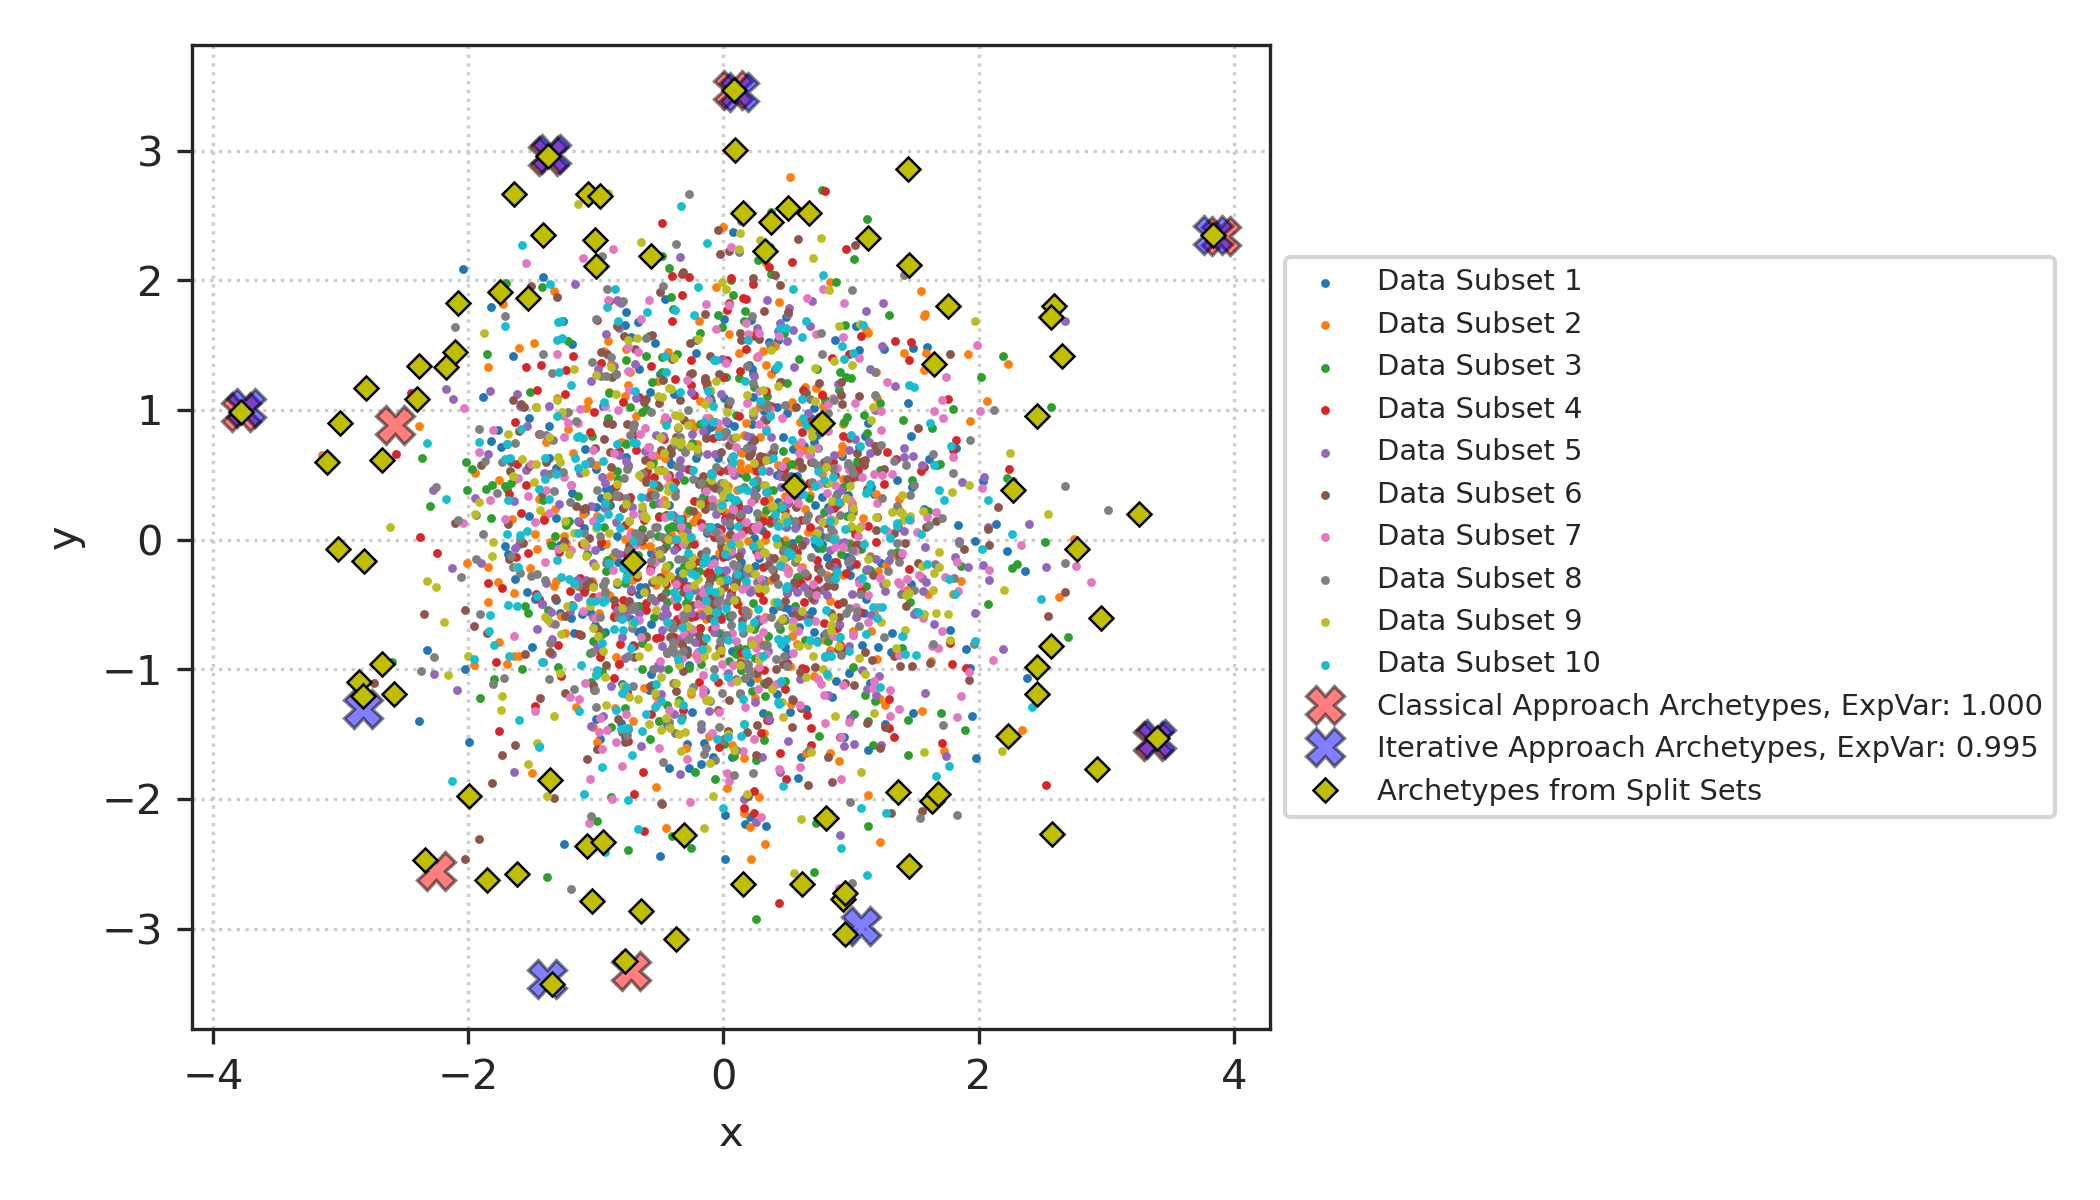 3
2
1
0
−1
−2
−3
y
−4
−2
0
2
4
x
Data Subset 1
Data Subset 2
Data Subset 3
Data Subset 4
Data Subset 5
Data Subset 6
Data Subset 7
Data Subset 8
Data Subset 9
Data Subset 10
Classical Approach Archetypes, ExpVar: 1.000
Iterative Approach Archetypes, ExpVar: 0.995
Archetypes from Split Sets